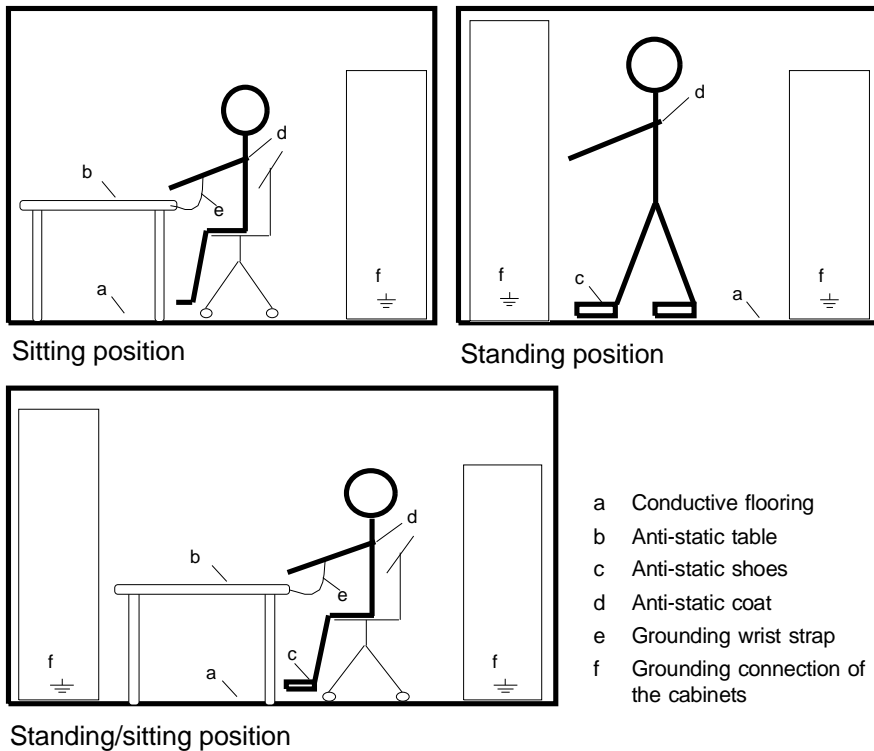 d
b
e
f
a
Sitting position
d
f
c
a
f
Standing position
d
b
e
f
c
a
f
a Conductive flooring
b Anti-static table
c Anti-static shoes
d Anti-static coat
e Grounding wrist strap
f Grounding connection of
the cabinets
Standing/sitting position